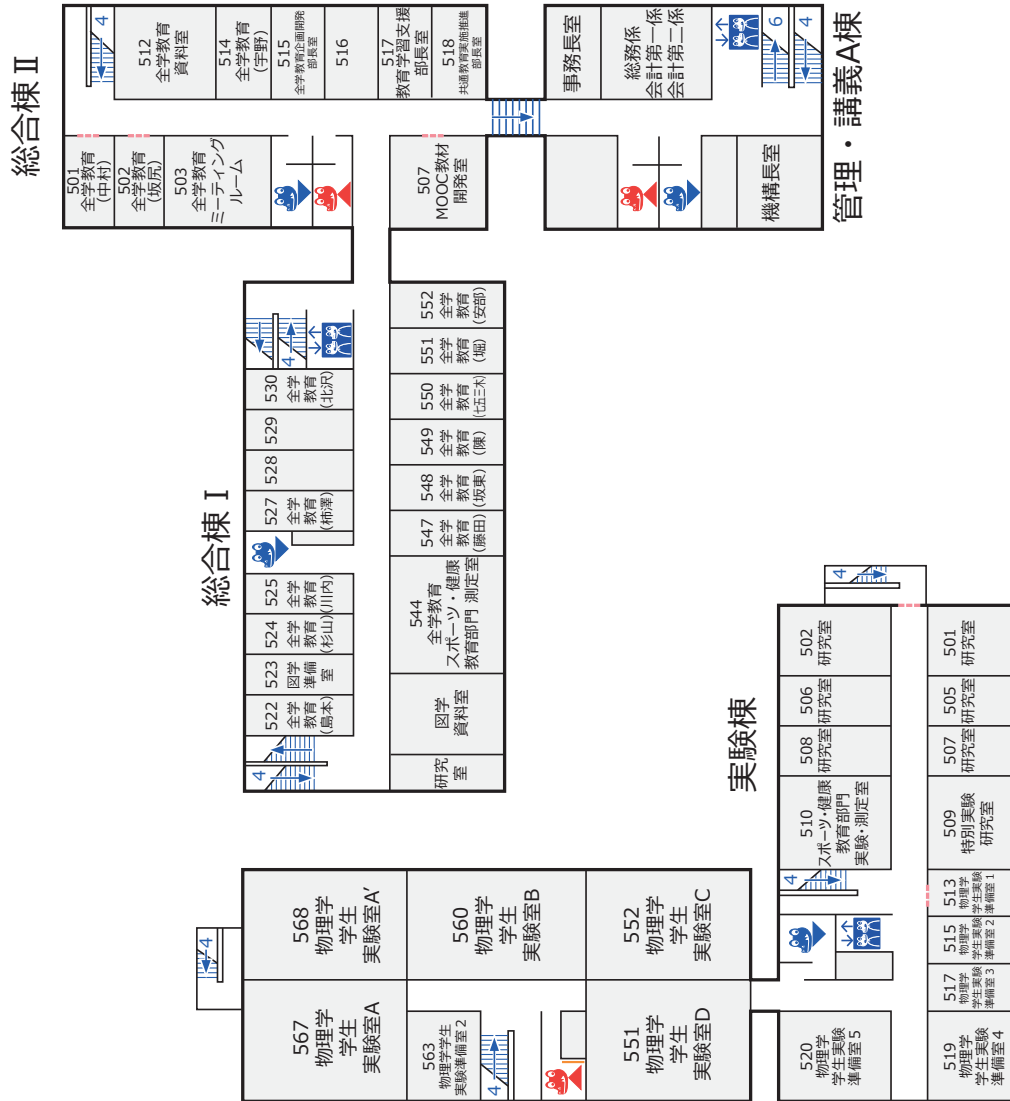 総合棟Ⅱ
4
512
全学教育
資料室
514
全学教育
(宇野)
515
全学教育企画開発
部長室
516
517
教育学習支援
部長室
518
共通教育実施推進
部長室
501
全学教育
(中村)
502
全学教育
(坂尻)
503
全学教育
ミーティング
ルーム
507
MOOC教材
開発室
管理・講義A棟
事務長室
総務係
会計第一係
会計第二係
6
4
機構長室
総合棟Ⅰ
4
530
全学
教育
(北沢)
529
528
527
全学
教育
(柿澤)
525
全学
教育
(川内)
524
全学
教育
(杉山)
523
図学
準備
室
522
全学
教育
(島本)
4
552
全学
教育
(安部)
551
全学
教育
(堀)
550
全学
教育
(七五三木)
549
全学
教育
(陳)
548
全学
教育
(坂東)
547
全学
教育
(藤田)
544
全学教育
スポーツ・健康
教育部門 測定室
図学
資料室
研究
室
実験棟
4
502
研究室
506
研究室
508
研究室
510
スポーツ・健康
教育部門
実験・測定室
4
501
研究室
505
研究室
507
研究室
509
特別実験
研究室
513
物理学
学生実験
準備室1
515
物理学
学生実験
準備室2
517
物理学
学生実験
準備室3
519
物理学
学生実験
準備室4
520
物理学
学生実験
準備室5
4
568
物理学
学生
実験室A′
560
物理学
学生
実験室B
552
物理学
学生
実験室C
567
物理学
学生
実験室A
563
物理学学生
実験準備室2
4
551
物理学
学生
実験室D